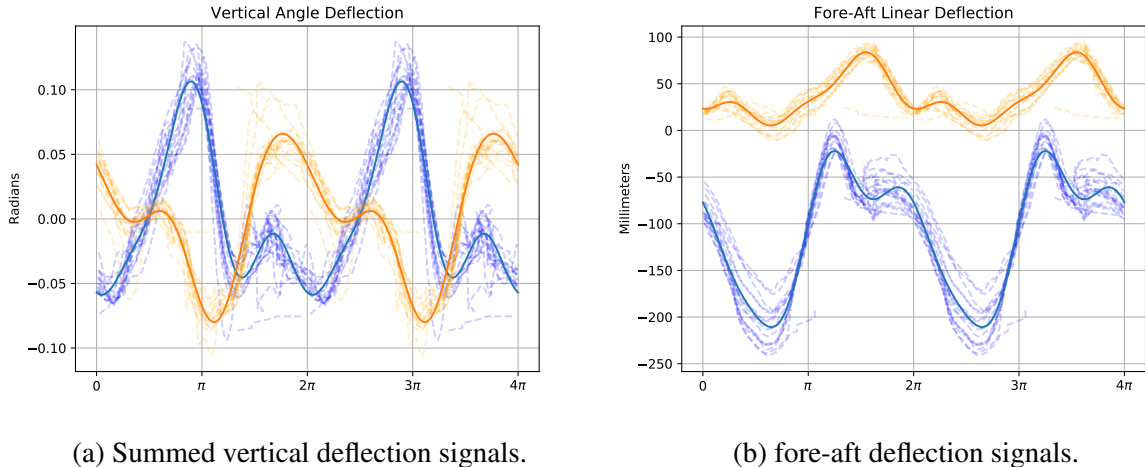 Vertical Angle Deflection
Radians
0.10
0.05
0.00
−0.05
−0.10
0
π
2π
3π
4π
(a) Summed vertical deflection signals.
Fore-Aft Linear Deflection
Millimeters
100
50
0
−50
−100
−150
−200
−250
0
π
2π
3π
4π
(b) fore-aft deflection signals.